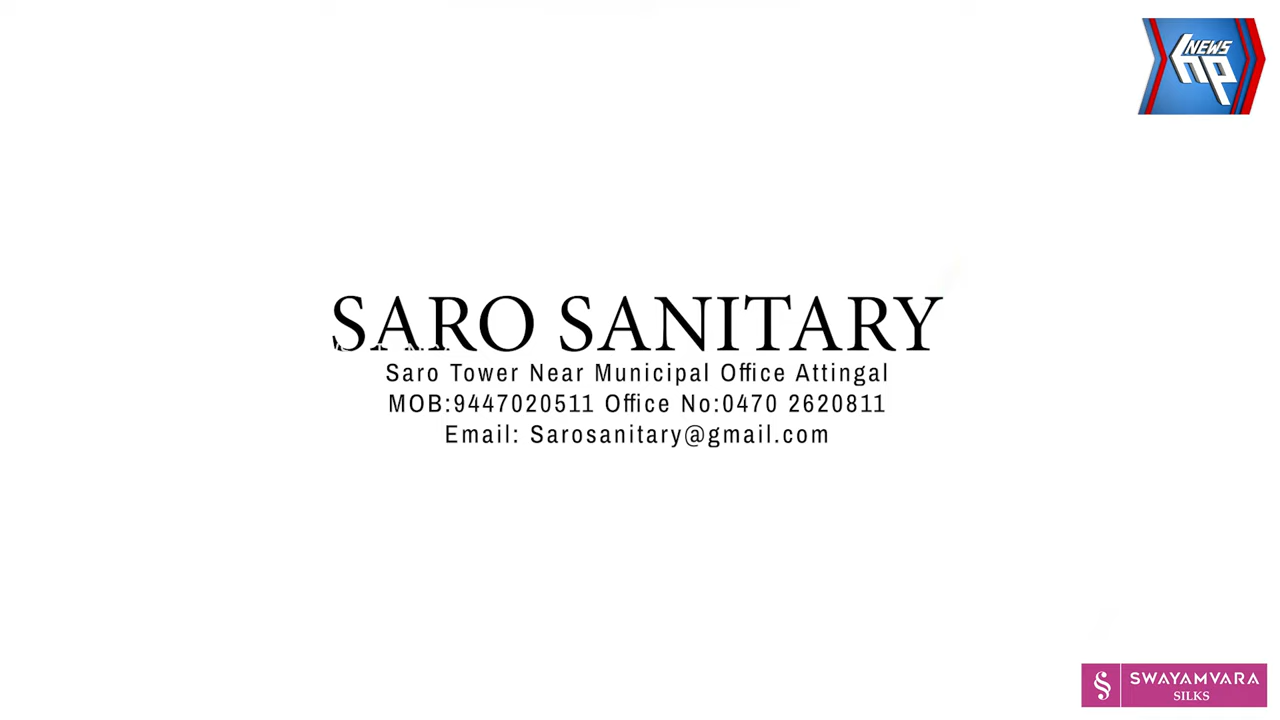 NEWS
hnp
SARO SANITARY
Saro Tower Near Municipal Office Attingal
MOB:9447020511 Office No:0470 2620811
Email: Sarosanitary@gmail.com
SWAYAMVARA
SILKS